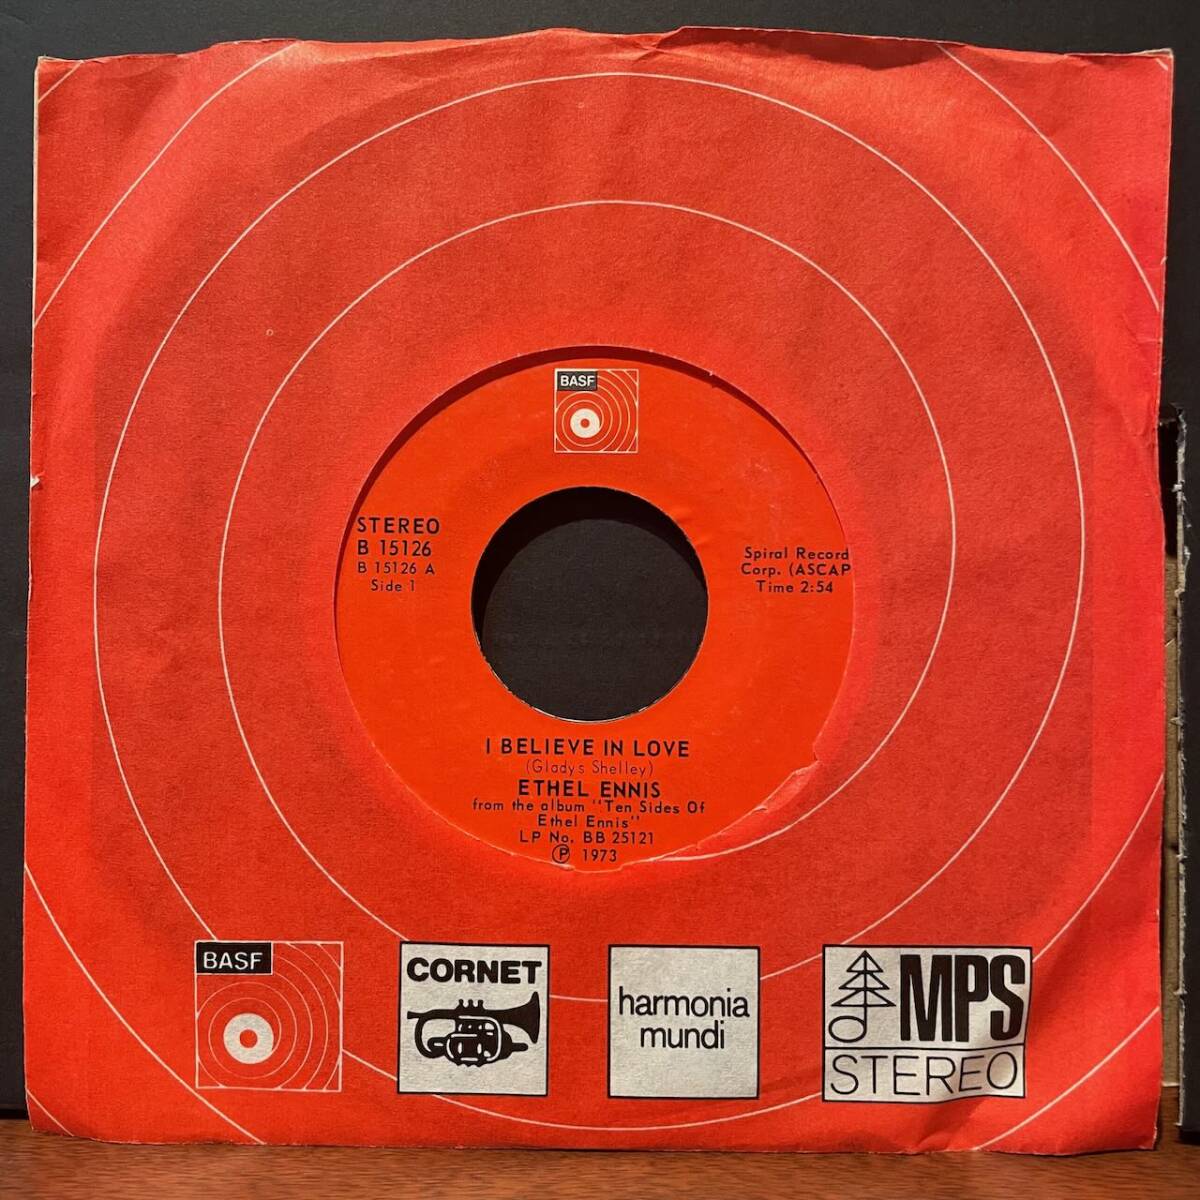 BASF
STEREO
B 15126
B 15126 A
Side 1
Spiral Record
Corp. (ASCAP
Time 2:54
I BELIEVE IN LOVE
(Gladys Shelley)
ETHEL ENNIS
from the album "Ten Sides Of
Ethel Ennis"
LP No. BB 25121
Ⓟ 1973
BASF
CORNET
harmonia
mundi
MPS
STEREO